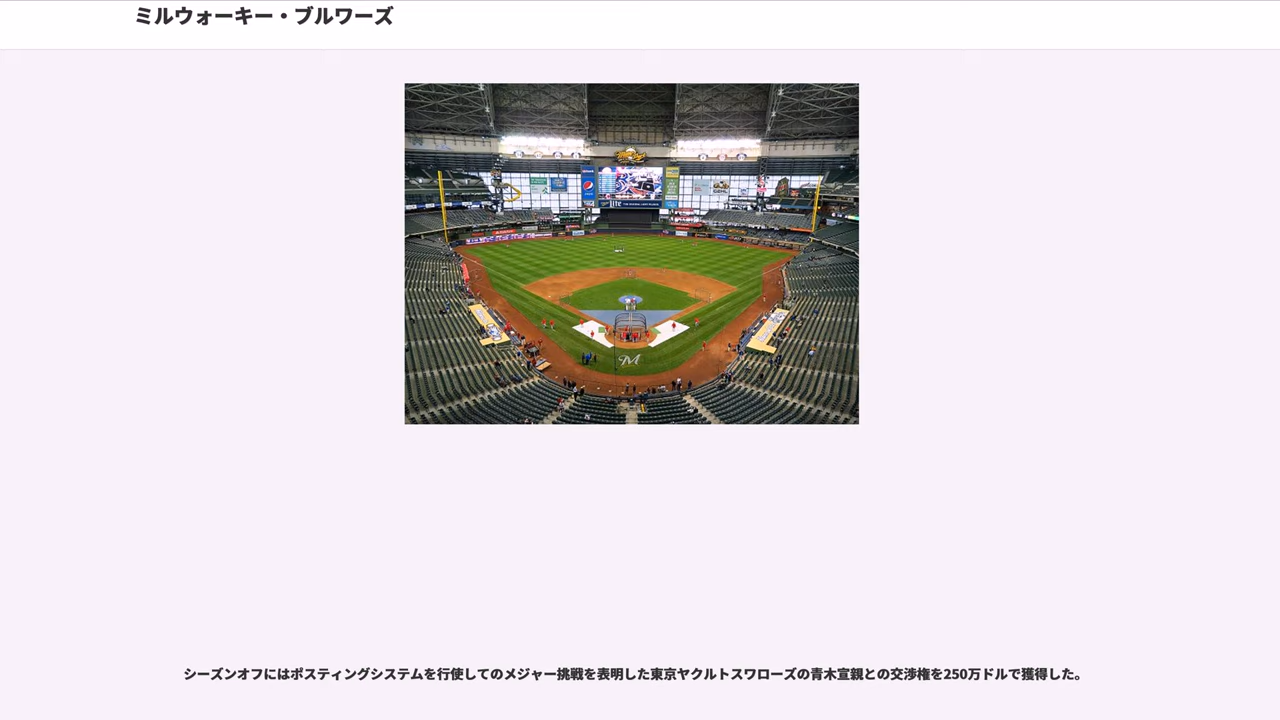 ミルウォーキー・ブルワーズ
シーズンオフにはポスティングシステムを行使してのメジャー挑戦を表明した東京ヤクルトスワローズの青木宣親との交渉権を250万ドルで獲得した。